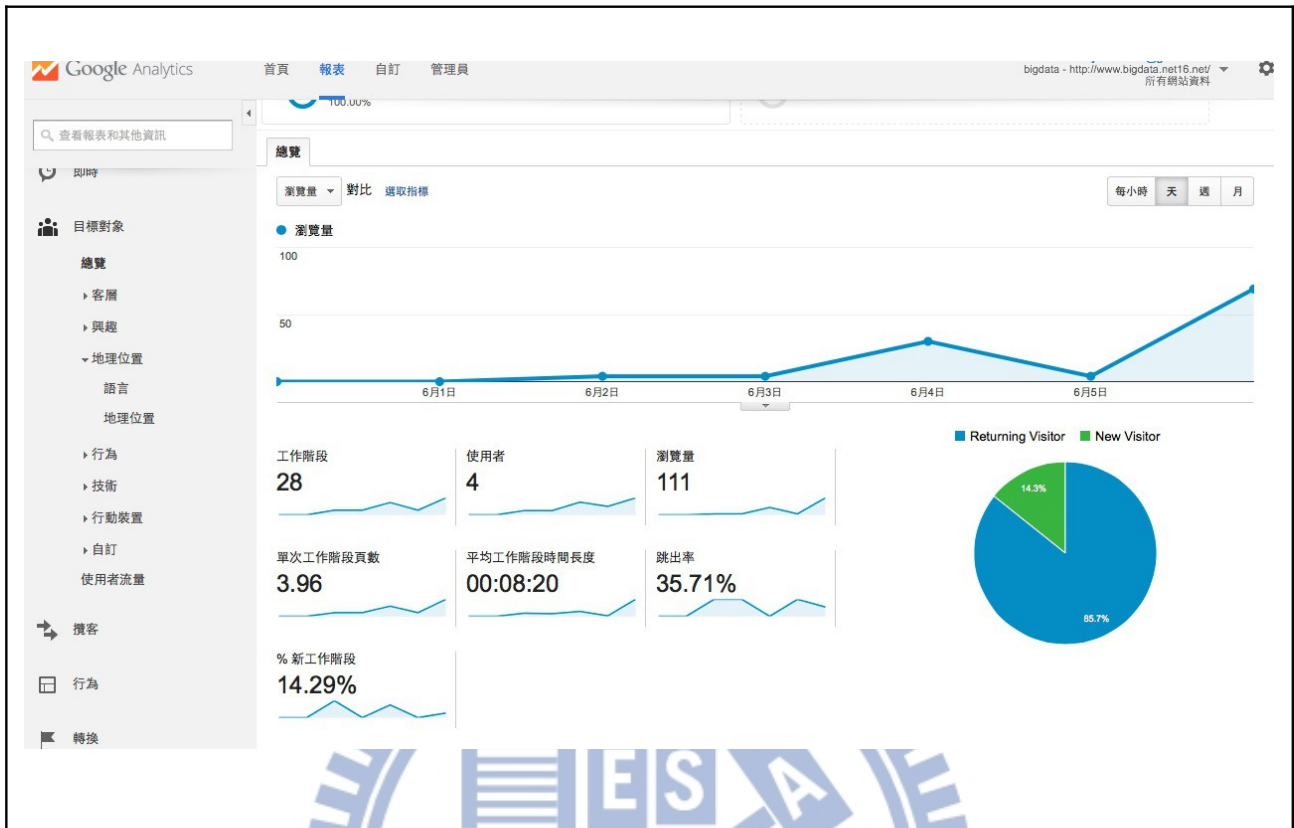 Google Analytics
首頁 報表 自訂 管理員
bigdata - http://www.bigdata.net16.net/
所有網站資料
100.00%
查看報表和其他資訊
即時
目標對象
總覽
客層
興趣
地理位置
語言
地理位置
行為
技術
行動裝置
自訂
使用者流量
攬客
行為
轉換
總覽
瀏覽量 對比 選取指標
每小時 天 週 月
瀏覽量
100
50
6月1日 6月2日 6月3日 6月4日 6月5日
Returning Visitor New Visitor
14.3%
85.7%
工作階段
28
使用者
4
瀏覽量
111
單次工作階段頁數
3.96
平均工作階段時間長度
00:08:20
跳出率
35.71%
% 新工作階段
14.29%
ESA